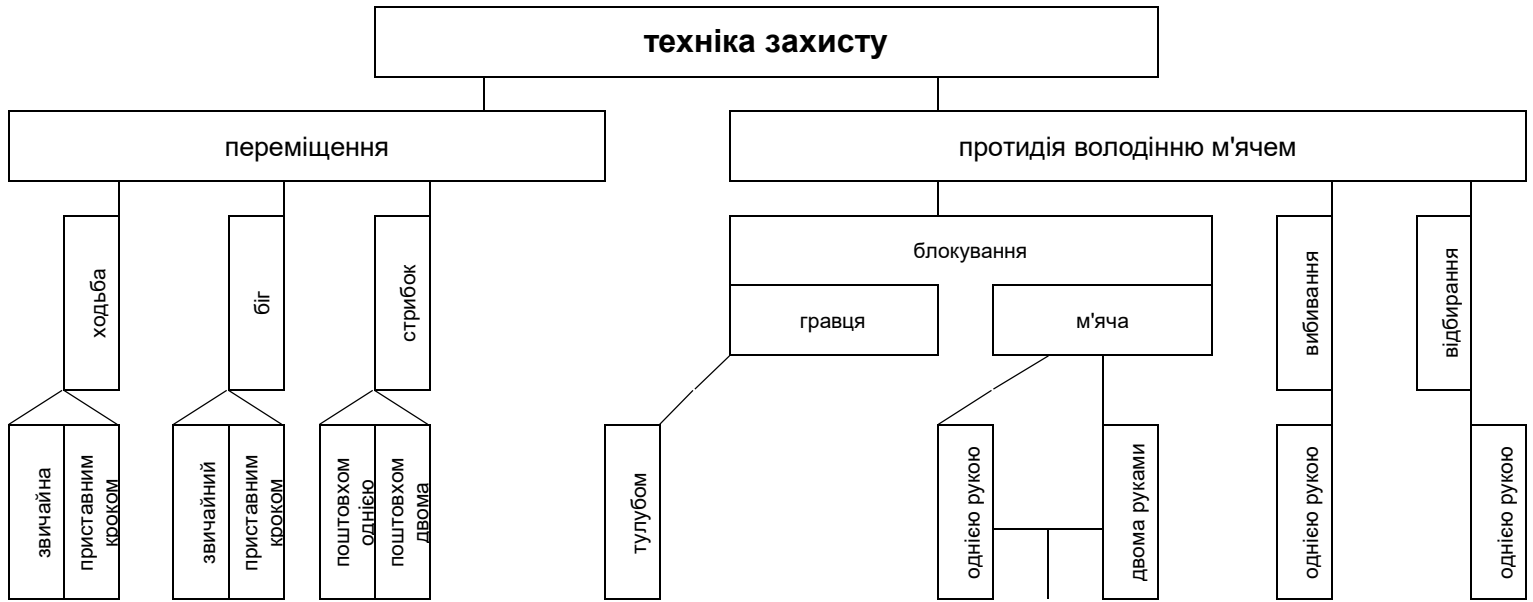 техніка захисту
переміщення
протидія володінню м'ячем
ходьба
біг
стрибок
блокування
гравця
м'яча
вибивання
відбирання
звичайна
приставним
кроком
звичайний
приставним
кроком
поштовхом
однією
поштовхом
двома
тулубом
однією рукою
двома руками
однією рукою
однією рукою